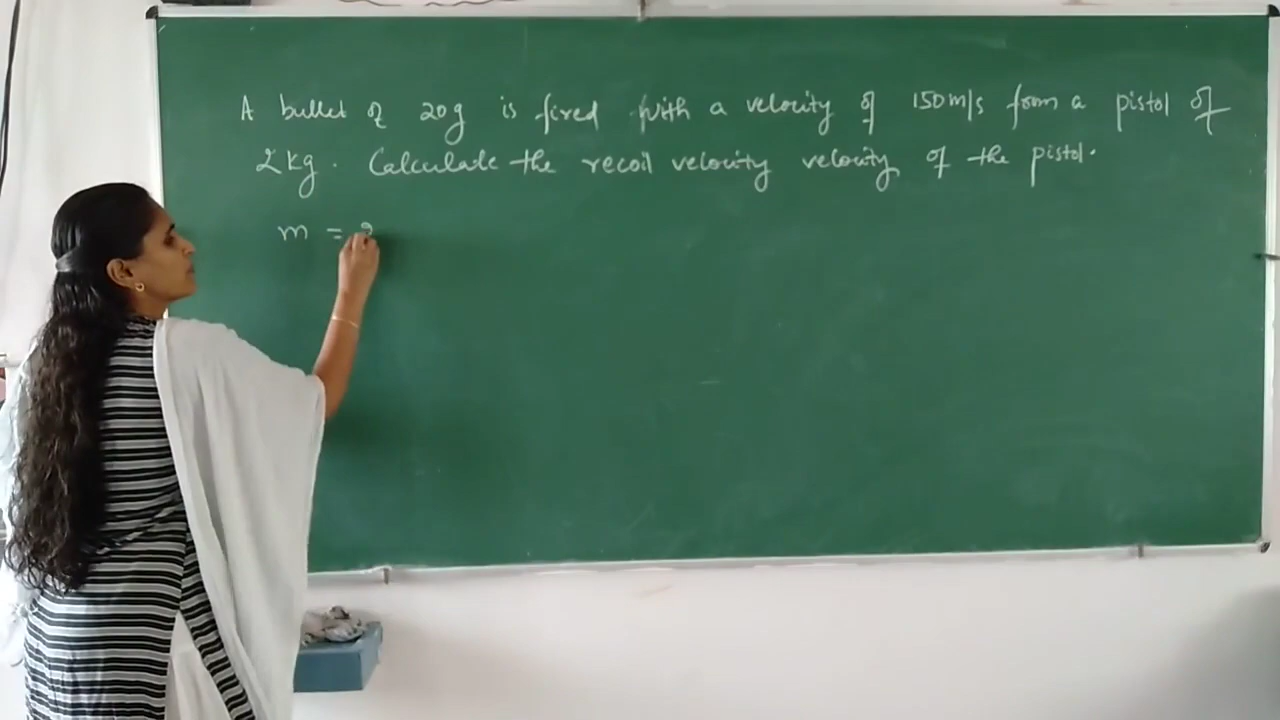 A bullet of 20g is fired with a velocity of 150m/s from a pistol of
2kg. Calculate the recoil velocity velocity of the pistol.
m =